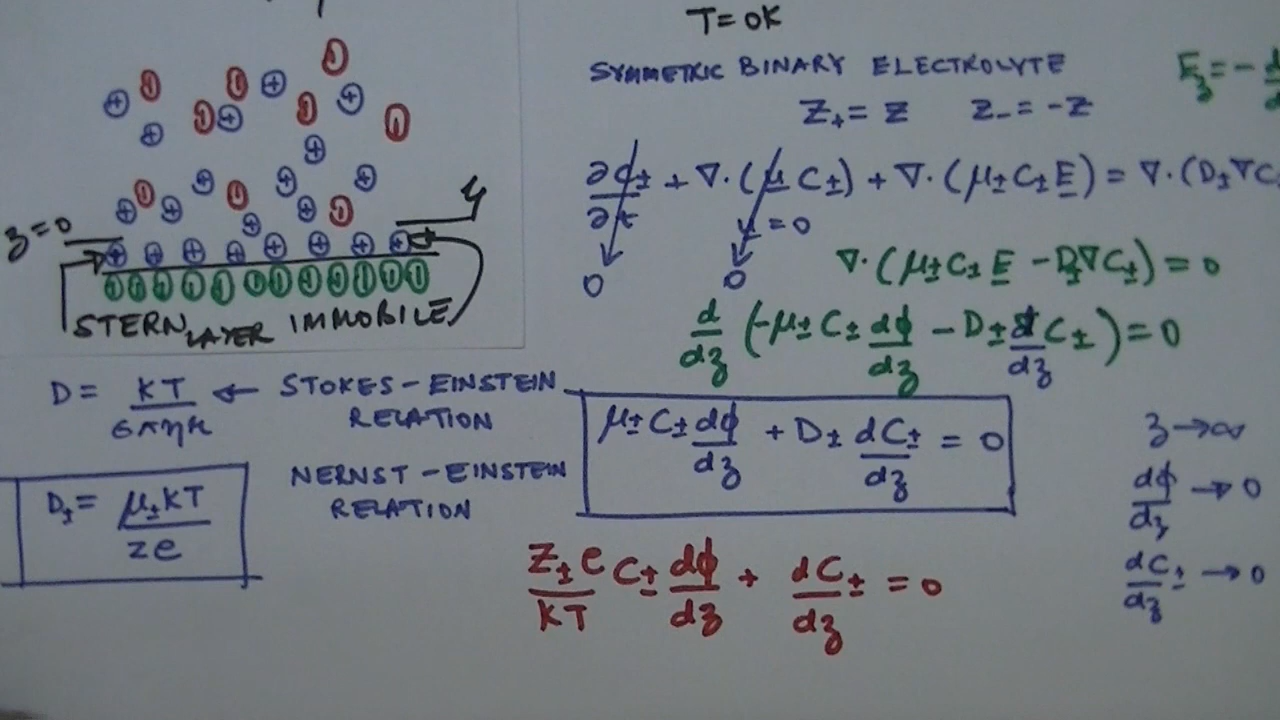 T=0K
SYMMETRIC BINARY ELECTROLYTE
E_z = - d
Z₊ = Z   Z₋ = -Z
∂C±/∂t + ∇·(u C±) + ∇·(μ± C± E) = ∇·(D± ∇C
u = 0
0   0
z=0
∇·(μ± C± E - D± ∇C±) = 0
STERN LAYER IMMOBILE
d/dz (-μ± C± dφ/dz - D± d/dz C±) = 0
D = KT/6πηr ← STOKES-EINSTEIN
RELATION
μ± C± dφ/dz + D± dC±/dz = 0
z→∞
D± = μ±KT/ze
NERNST-EINSTEIN
RELATION
dφ/dz → 0
Z±e/KT C± dφ/dz + dC±/dz = 0
dC±/dz → 0